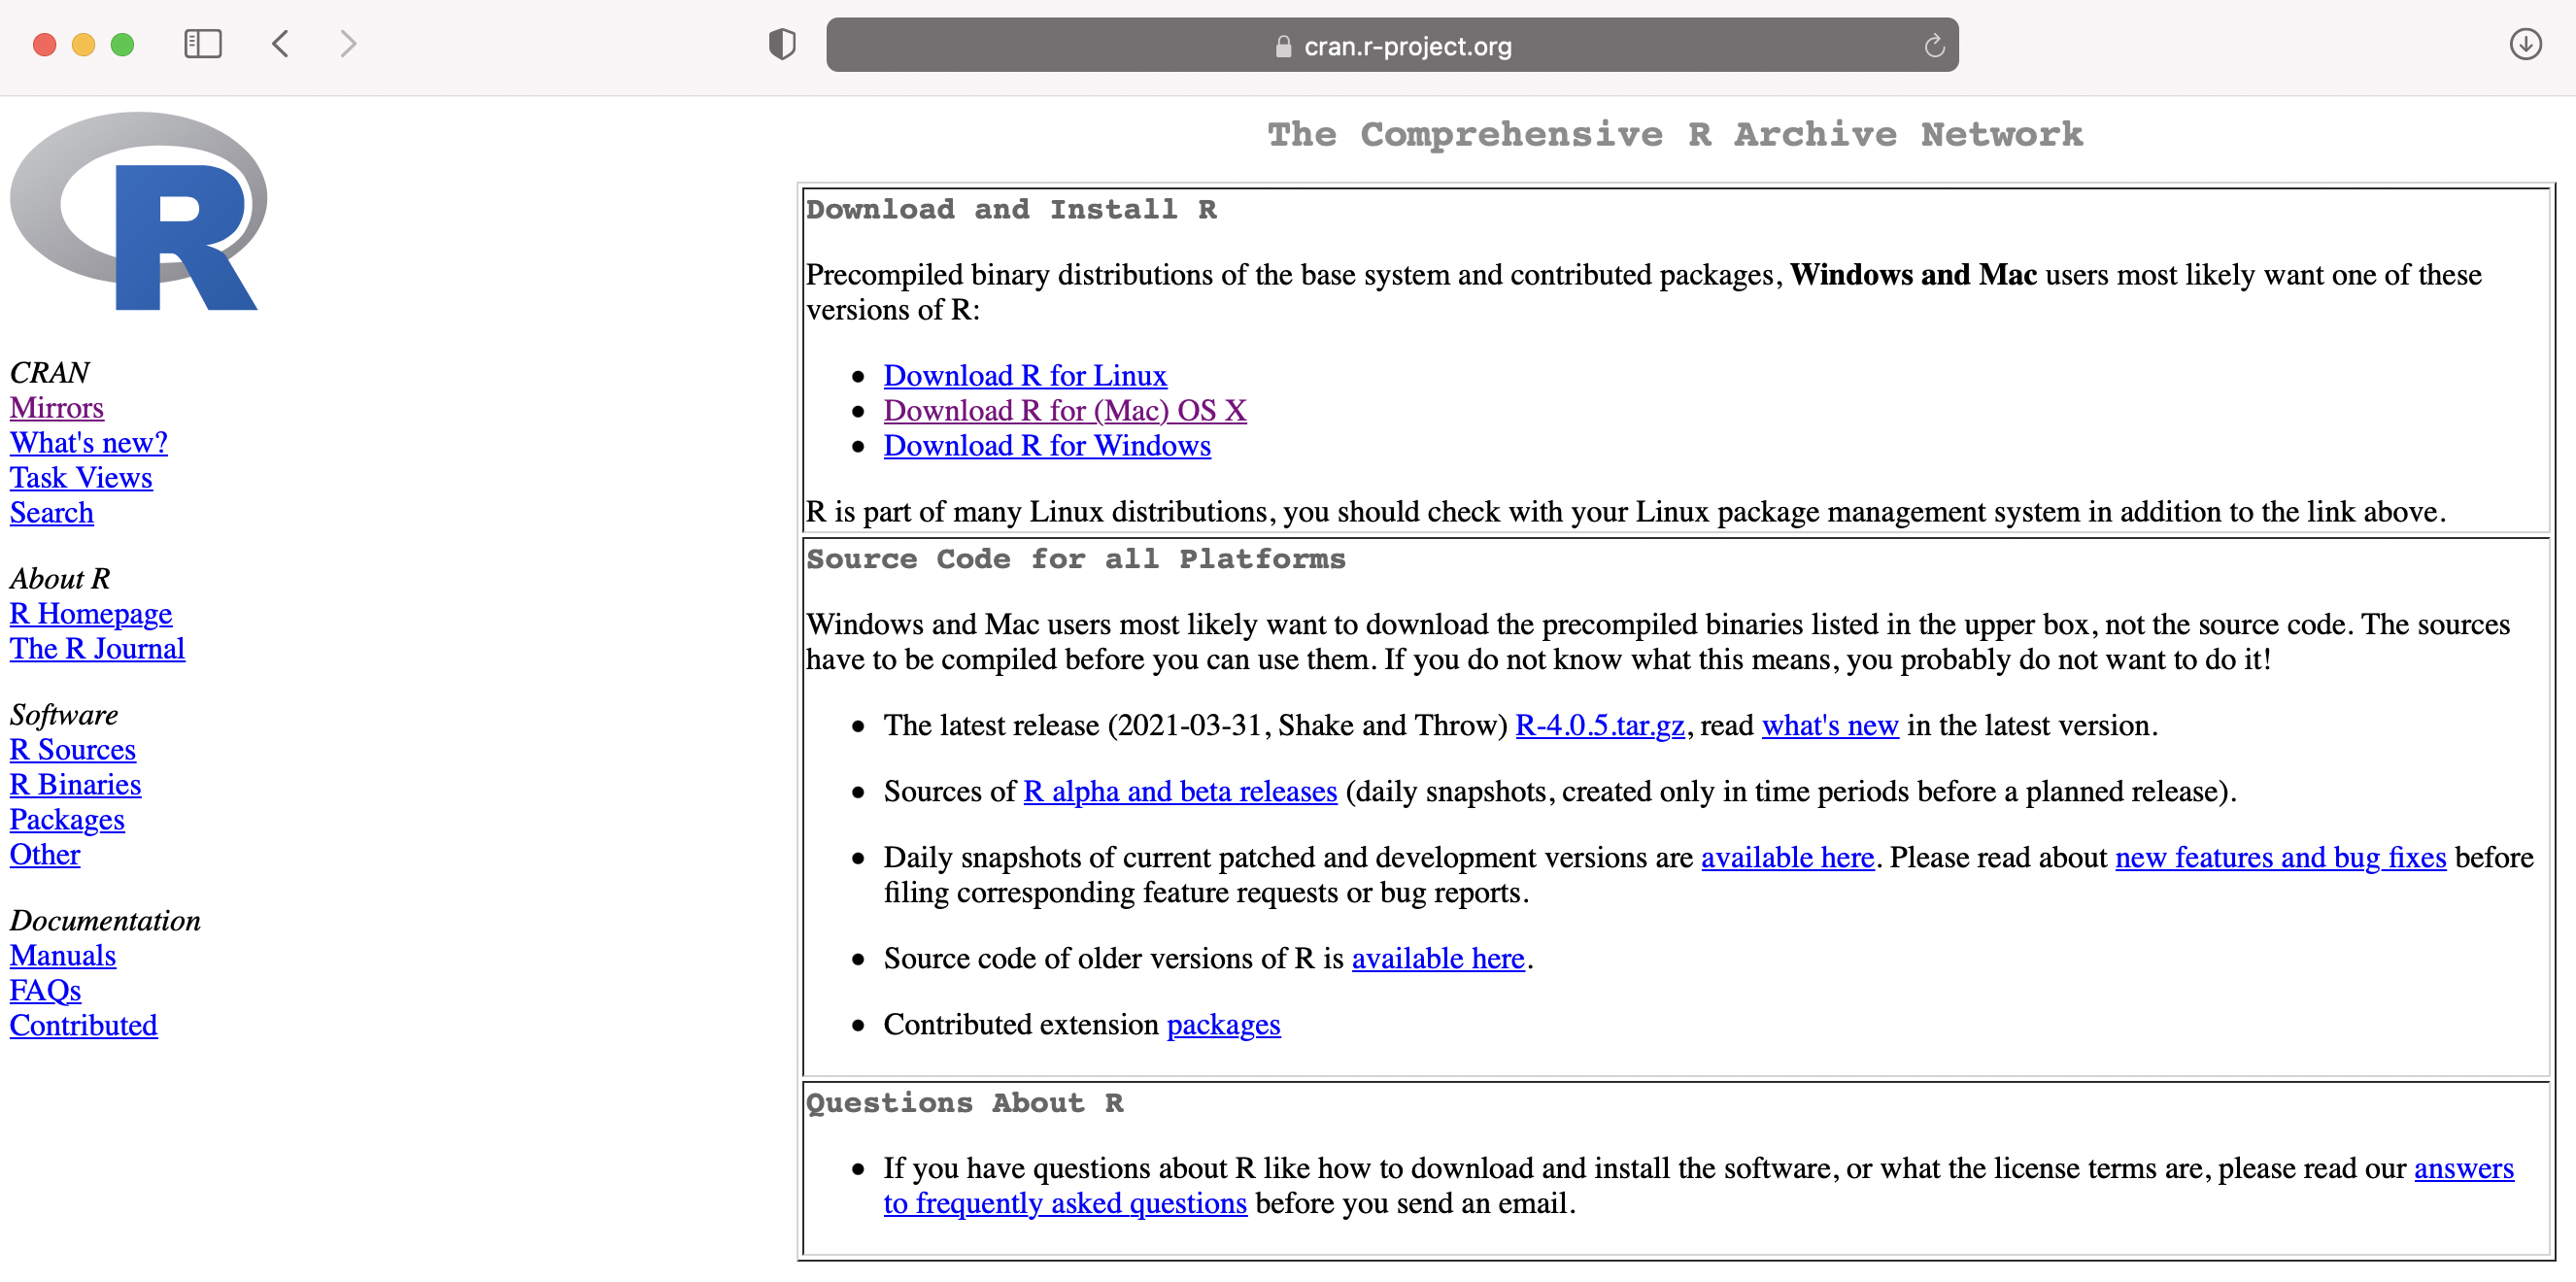 cran.r-project.org
R
CRAN
Mirrors
What's new?
Task Views
Search
About R
R Homepage
The R Journal
Software
R Sources
R Binaries
Packages
Other
Documentation
Manuals
FAQs
Contributed
The Comprehensive R Archive Network
Download and Install R
Precompiled binary distributions of the base system and contributed packages, Windows and Mac users most likely want one of these
versions of R:
• Download R for Linux
• Download R for (Mac) OS X
• Download R for Windows
R is part of many Linux distributions, you should check with your Linux package management system in addition to the link above.
Source Code for all Platforms
Windows and Mac users most likely want to download the precompiled binaries listed in the upper box, not the source code. The sources
have to be compiled before you can use them. If you do not know what this means, you probably do not want to do it!
• The latest release (2021-03-31, Shake and Throw) R-4.0.5.tar.gz, read what's new in the latest version.
• Sources of R alpha and beta releases (daily snapshots, created only in time periods before a planned release).
• Daily snapshots of current patched and development versions are available here. Please read about new features and bug fixes before
filing corresponding feature requests or bug reports.
• Source code of older versions of R is available here.
• Contributed extension packages
Questions About R
• If you have questions about R like how to download and install the software, or what the license terms are, please read our answers
to frequently asked questions before you send an email.